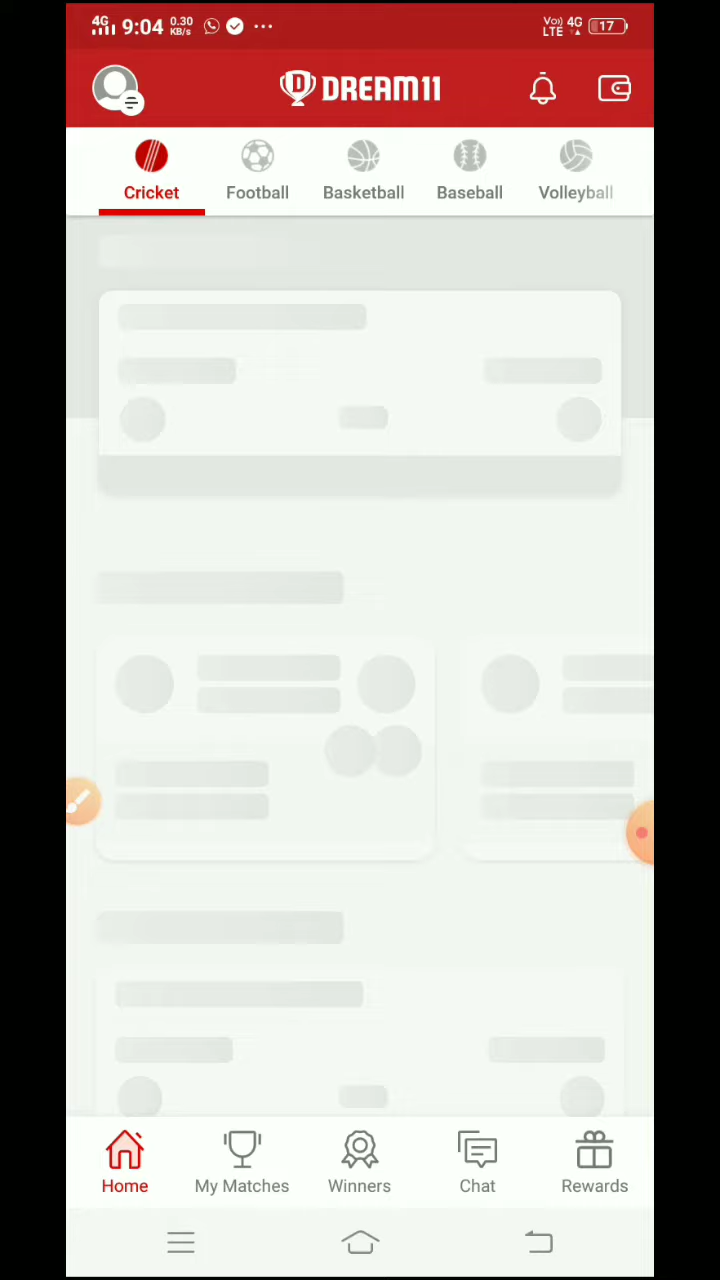 4G 9:04 0.30 KB/s ••• Vo) LTE 4G 17
DREAM11
Cricket Football Basketball Baseball Volleyball
Home My Matches Winners Chat Rewards